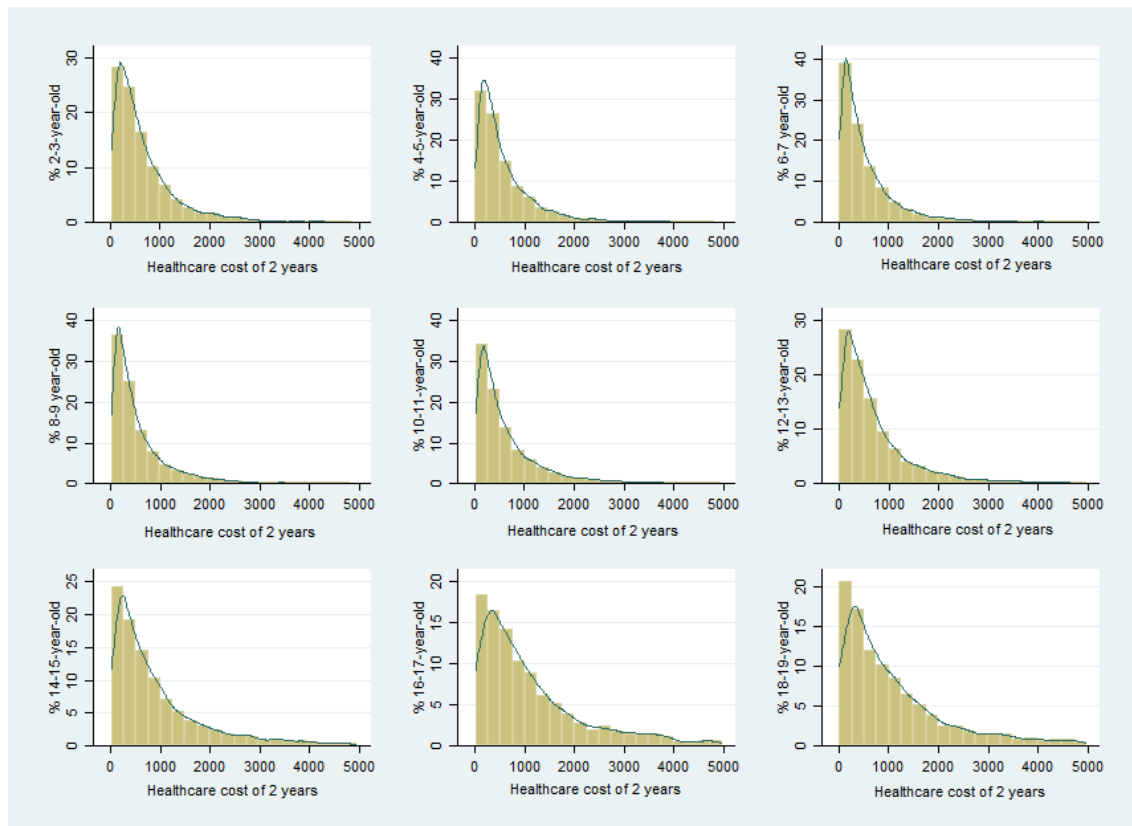 % 2-3-year-old
30
20
10
0
0 1000 2000 3000 4000 5000
Healthcare cost of 2 years
% 4-5-year-old
40
30
20
10
0
0 1000 2000 3000 4000 5000
Healthcare cost of 2 years
% 6-7 year-old
40
30
20
10
0
0 1000 2000 3000 4000 5000
Healthcare cost of 2 years
% 8-9 year-old
40
30
20
10
0
0 1000 2000 3000 4000 5000
Healthcare cost of 2 years
% 10-11-year-old
40
30
20
10
0
0 1000 2000 3000 4000 5000
Healthcare cost of 2 years
% 12-13-year-old
30
20
10
0
0 1000 2000 3000 4000 5000
Healthcare cost of 2 years
% 14-15-year-old
25
20
15
10
5
0
0 1000 2000 3000 4000 5000
Healthcare cost of 2 years
% 16-17-year-old
20
15
10
5
0
0 1000 2000 3000 4000 5000
Healthcare cost of 2 years
% 18-19-year-old
20
15
10
5
0
0 1000 2000 3000 4000 5000
Healthcare cost of 2 years